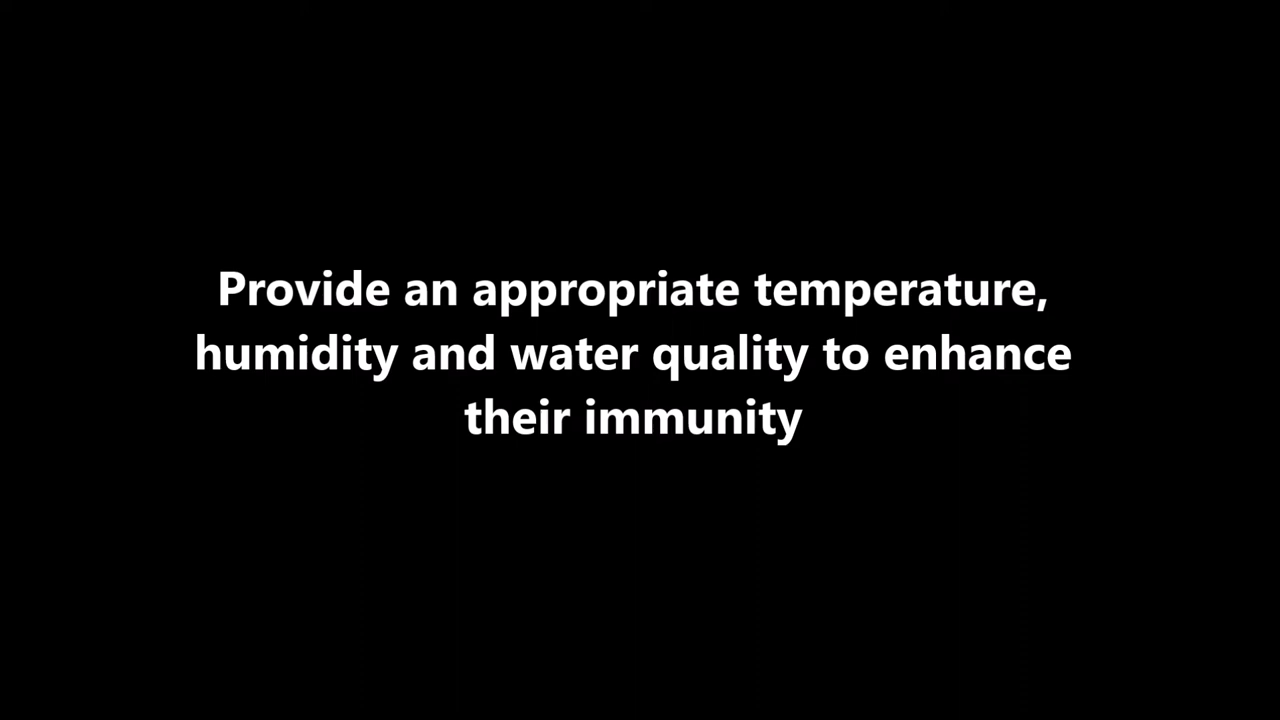 Provide an appropriate temperature,
humidity and water quality to enhance
their immunity